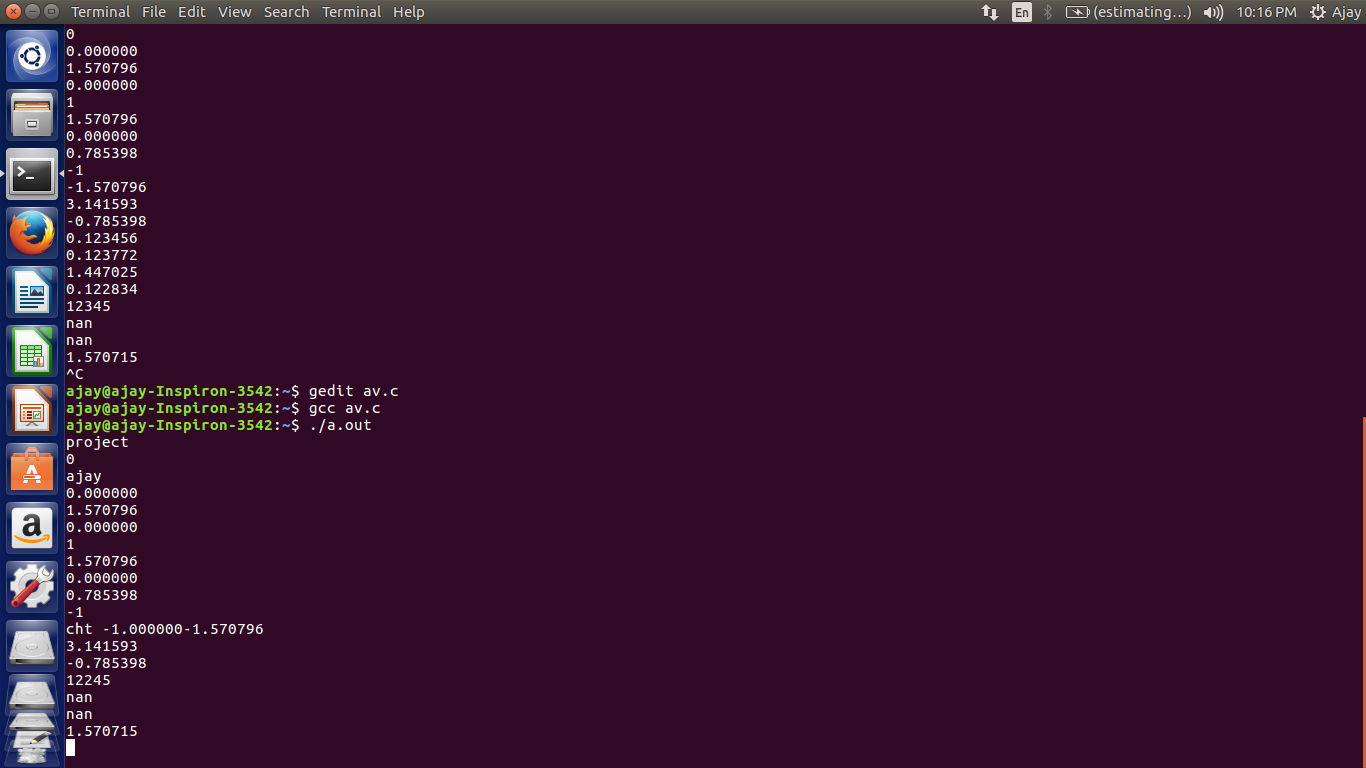 Terminal File Edit View Search Terminal Help En (estimating...) 10:16 PM Ajay
0
0.000000
1.570796
0.000000
1
1.570796
0.000000
0.785398
-1
-1.570796
3.141593
-0.785398
0.123456
0.123772
1.447025
0.122834
12345
nan
nan
1.570715
^C
ajay@ajay-Inspiron-3542:~$ gedit av.c
ajay@ajay-Inspiron-3542:~$ gcc av.c
ajay@ajay-Inspiron-3542:~$ ./a.out
project
0
ajay
0.000000
1.570796
0.000000
1
1.570796
0.000000
0.785398
-1
cht -1.000000-1.570796
3.141593
-0.785398
12245
nan
nan
1.570715